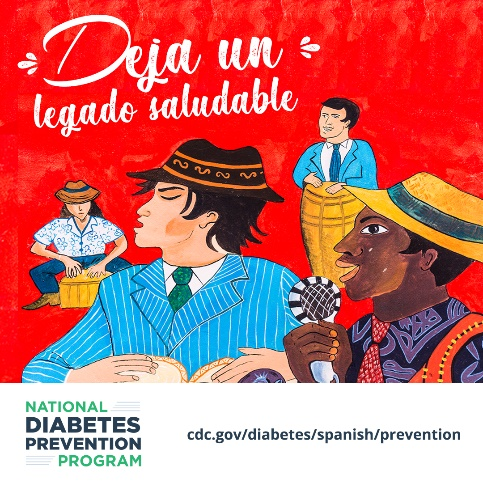 Deja un
legado saludable
NATIONAL
DIABETES
PREVENTION
PROGRAM
cdc.gov/diabetes/spanish/prevention